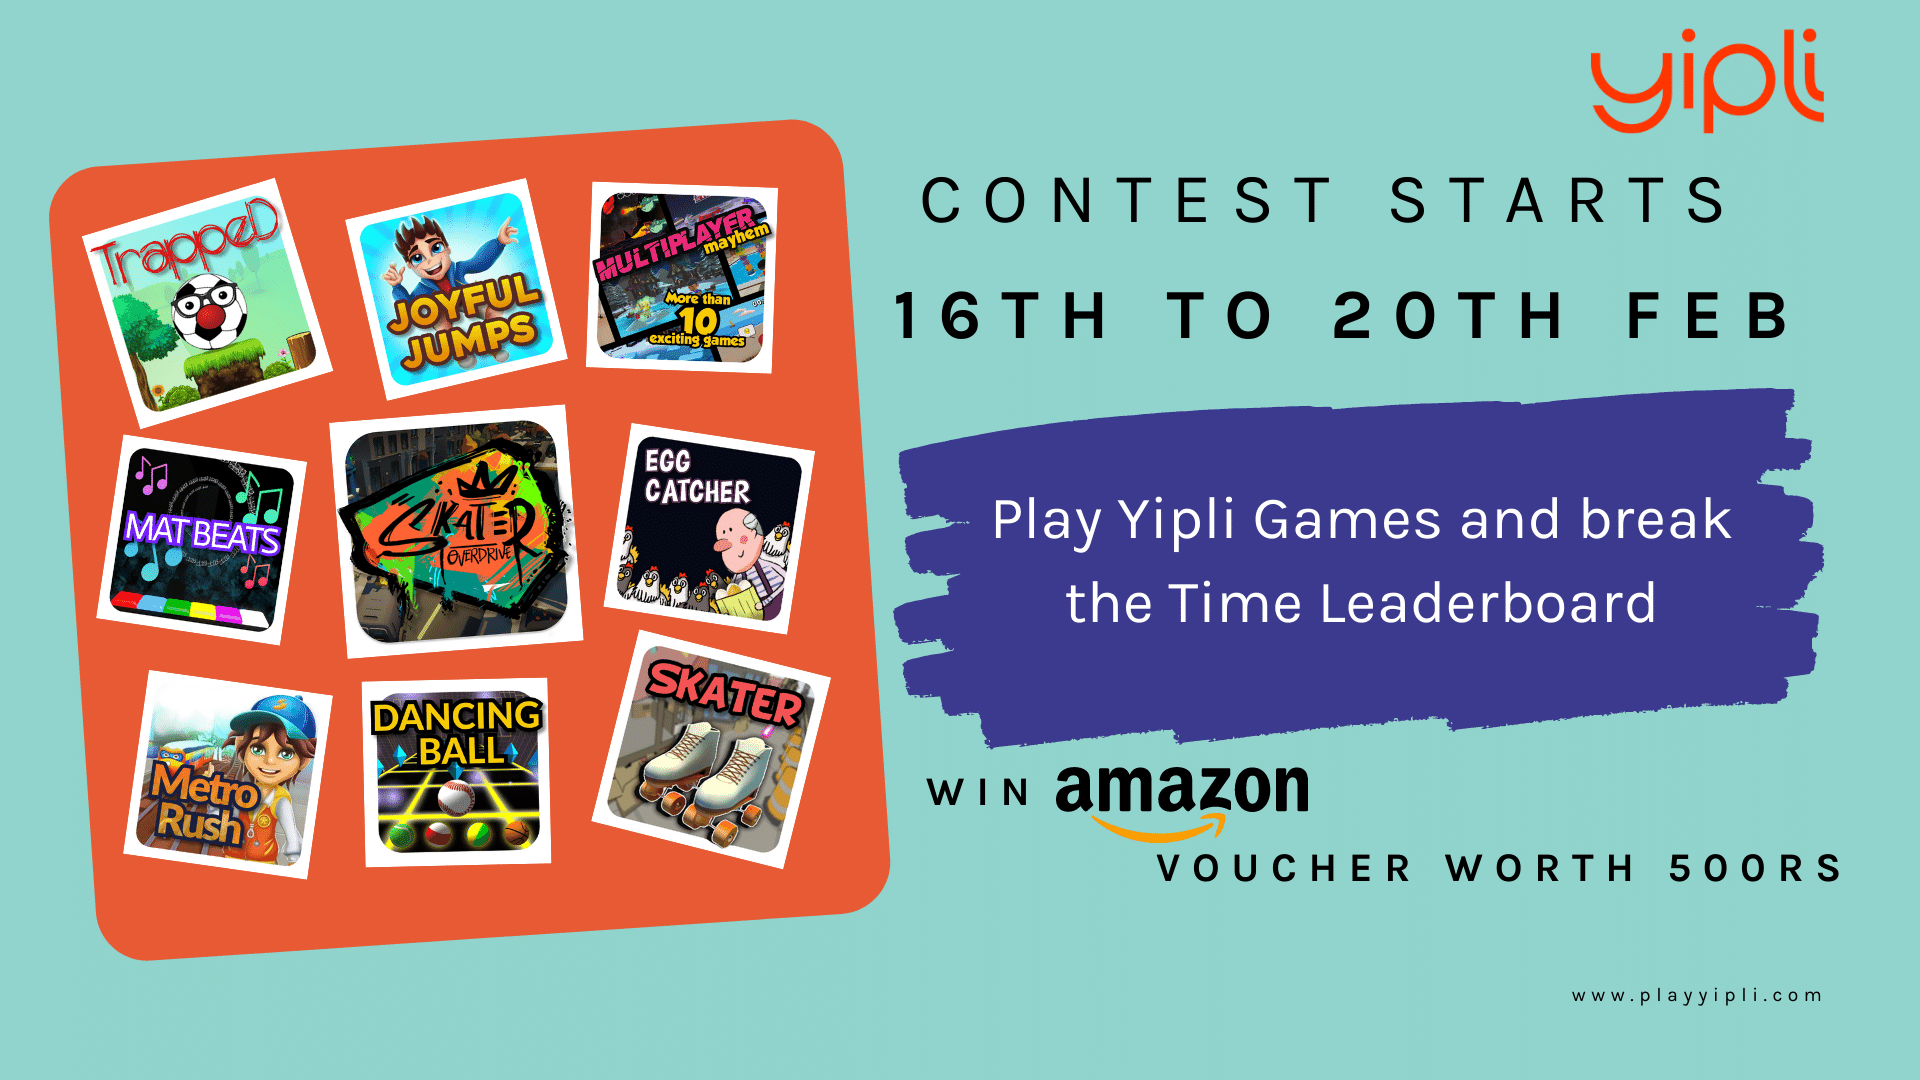 yipli
CONTEST STARTS
16TH TO 20TH FEB
Play Yipli Games and break
the Time Leaderboard
WIN amazon
VOUCHER WORTH 500RS
www.playyipli.com
TrappeD
JOYFUL
JUMPS
MULTIPLAYER
mayhem
More than
10
exciting games
MAT BEATS
SKATER
OVERDRIVE
EGG
CATCHER
Metro
Rush
DANCING
BALL
SKATER